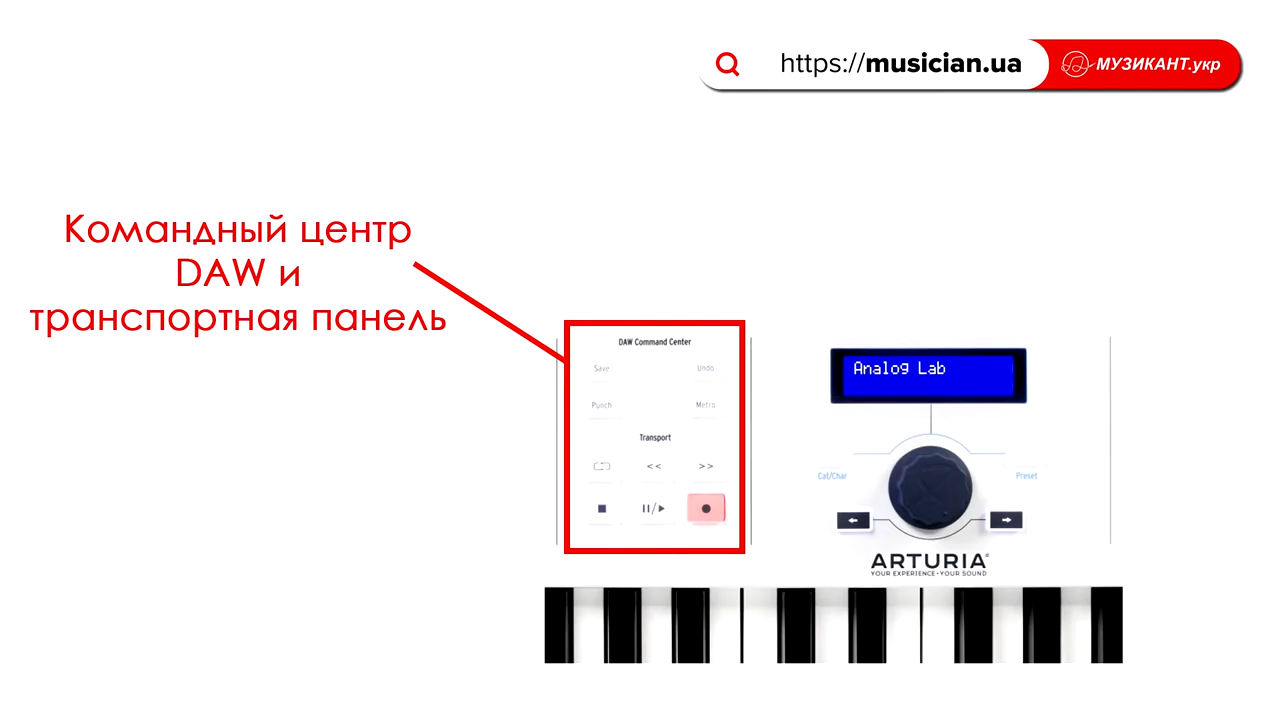 https://musician.ua
МУЗИКАНТ.укр
Командный центр
DAW и
транспортная панель
DAW Command Center
Save Undo
Punch Metro
Transport
<< >>
Analog Lab
Cat/Char Preset
ARTURIA
YOUR EXPERIENCE • YOUR SOUND